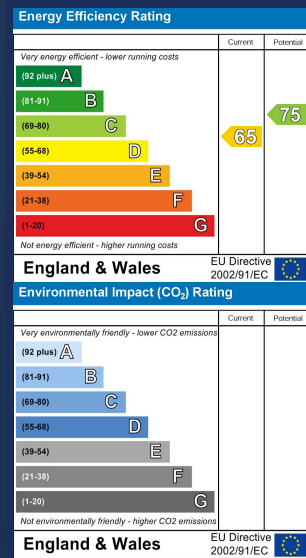 Energy Efficiency Rating
Current Potential
Very energy efficient - lower running costs
(92 plus) A
(81-91) B
(69-80) C
(55-68) D
(39-54) E
(21-38) F
(1-20) G
65
75
Not energy efficient - higher running costs
England & Wales
EU Directive
2002/91/EC
Environmental Impact (CO₂) Rating
Current Potential
Very environmentally friendly - lower CO2 emissions
(92 plus) A
(81-91) B
(69-80) C
(55-68) D
(39-54) E
(21-38) F
(1-20) G
Not environmentally friendly - higher CO2 emissions
England & Wales
EU Directive
2002/91/EC